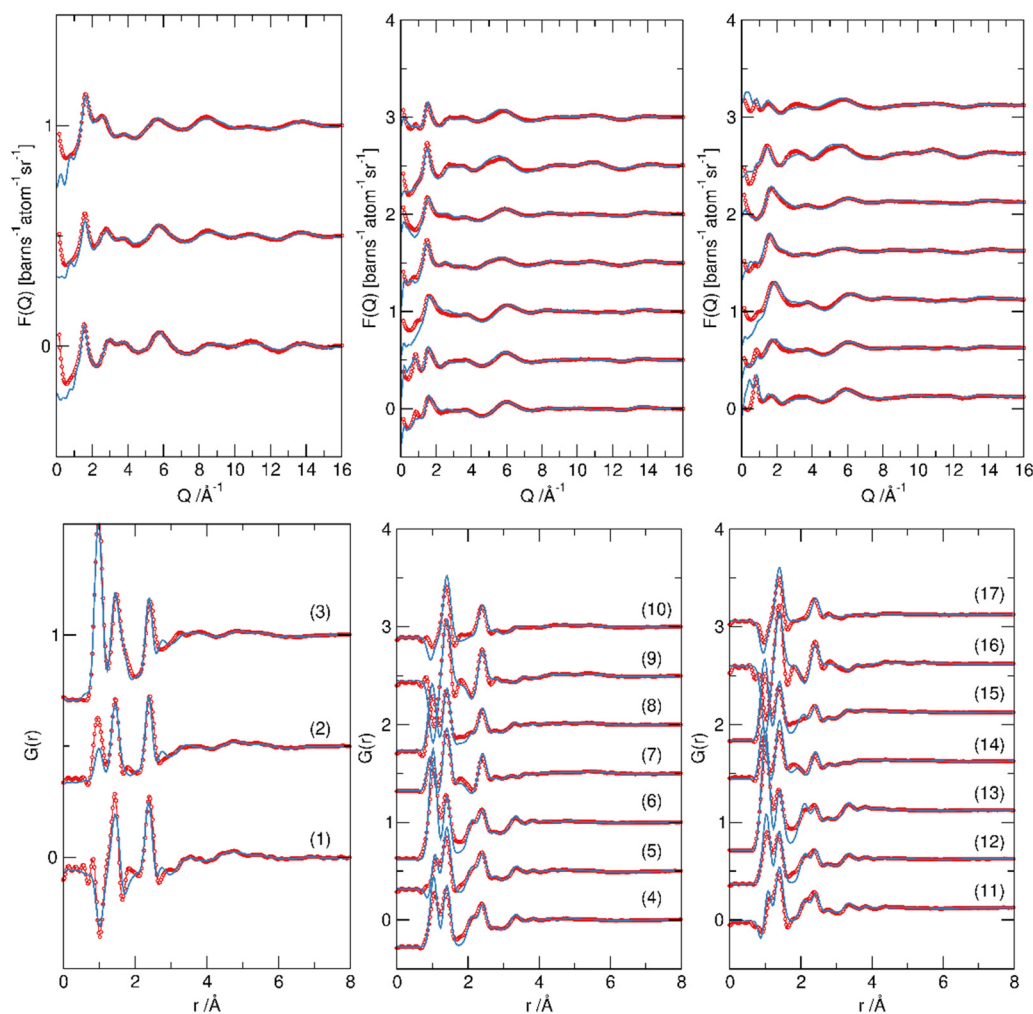 F(Q) [barns⁻¹atom⁻¹sr⁻¹]
1
0
0 2 4 6 8 10 12 14 16
Q /Å⁻¹
F(Q) [barns⁻¹atom⁻¹sr⁻¹]
4
3
2
1
0
0 2 4 6 8 10 12 14 16
Q /Å⁻¹
F(Q) [barns⁻¹atom⁻¹sr⁻¹]
4
3
2
1
0
0 2 4 6 8 10 12 14 16
Q /Å⁻¹
G(r)
1
0
(3)
(2)
(1)
0 2 4 6 8
r /Å
G(r)
4
3
2
1
0
(10)
(9)
(8)
(7)
(6)
(5)
(4)
0 2 4 6 8
r /Å
G(r)
4
3
2
1
0
(17)
(16)
(15)
(14)
(13)
(12)
(11)
0 2 4 6 8
r /Å